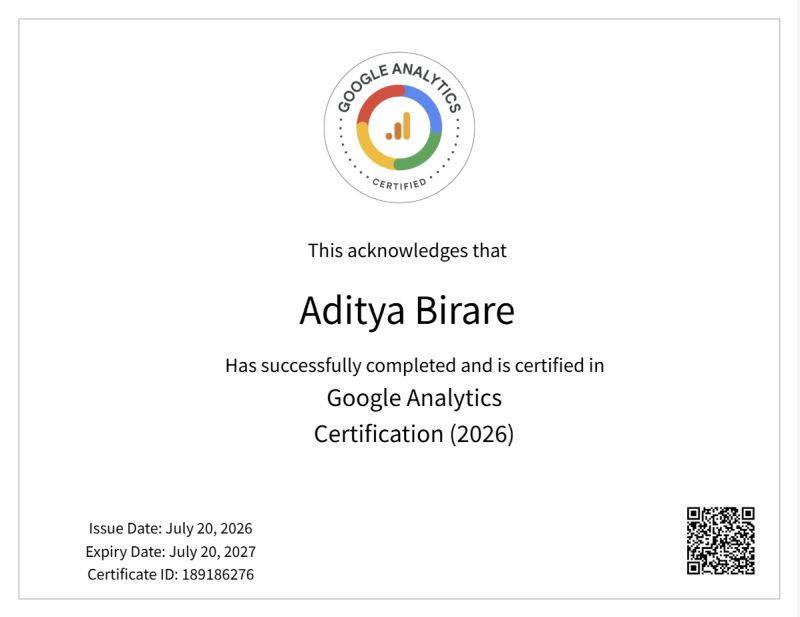 GOOGLE ANALYTICS
CERTIFIED
This acknowledges that
Aditya Birare
Has successfully completed and is certified in
Google Analytics
Certification (2026)
Issue Date: July 20, 2026
Expiry Date: July 20, 2027
Certificate ID: 189186276